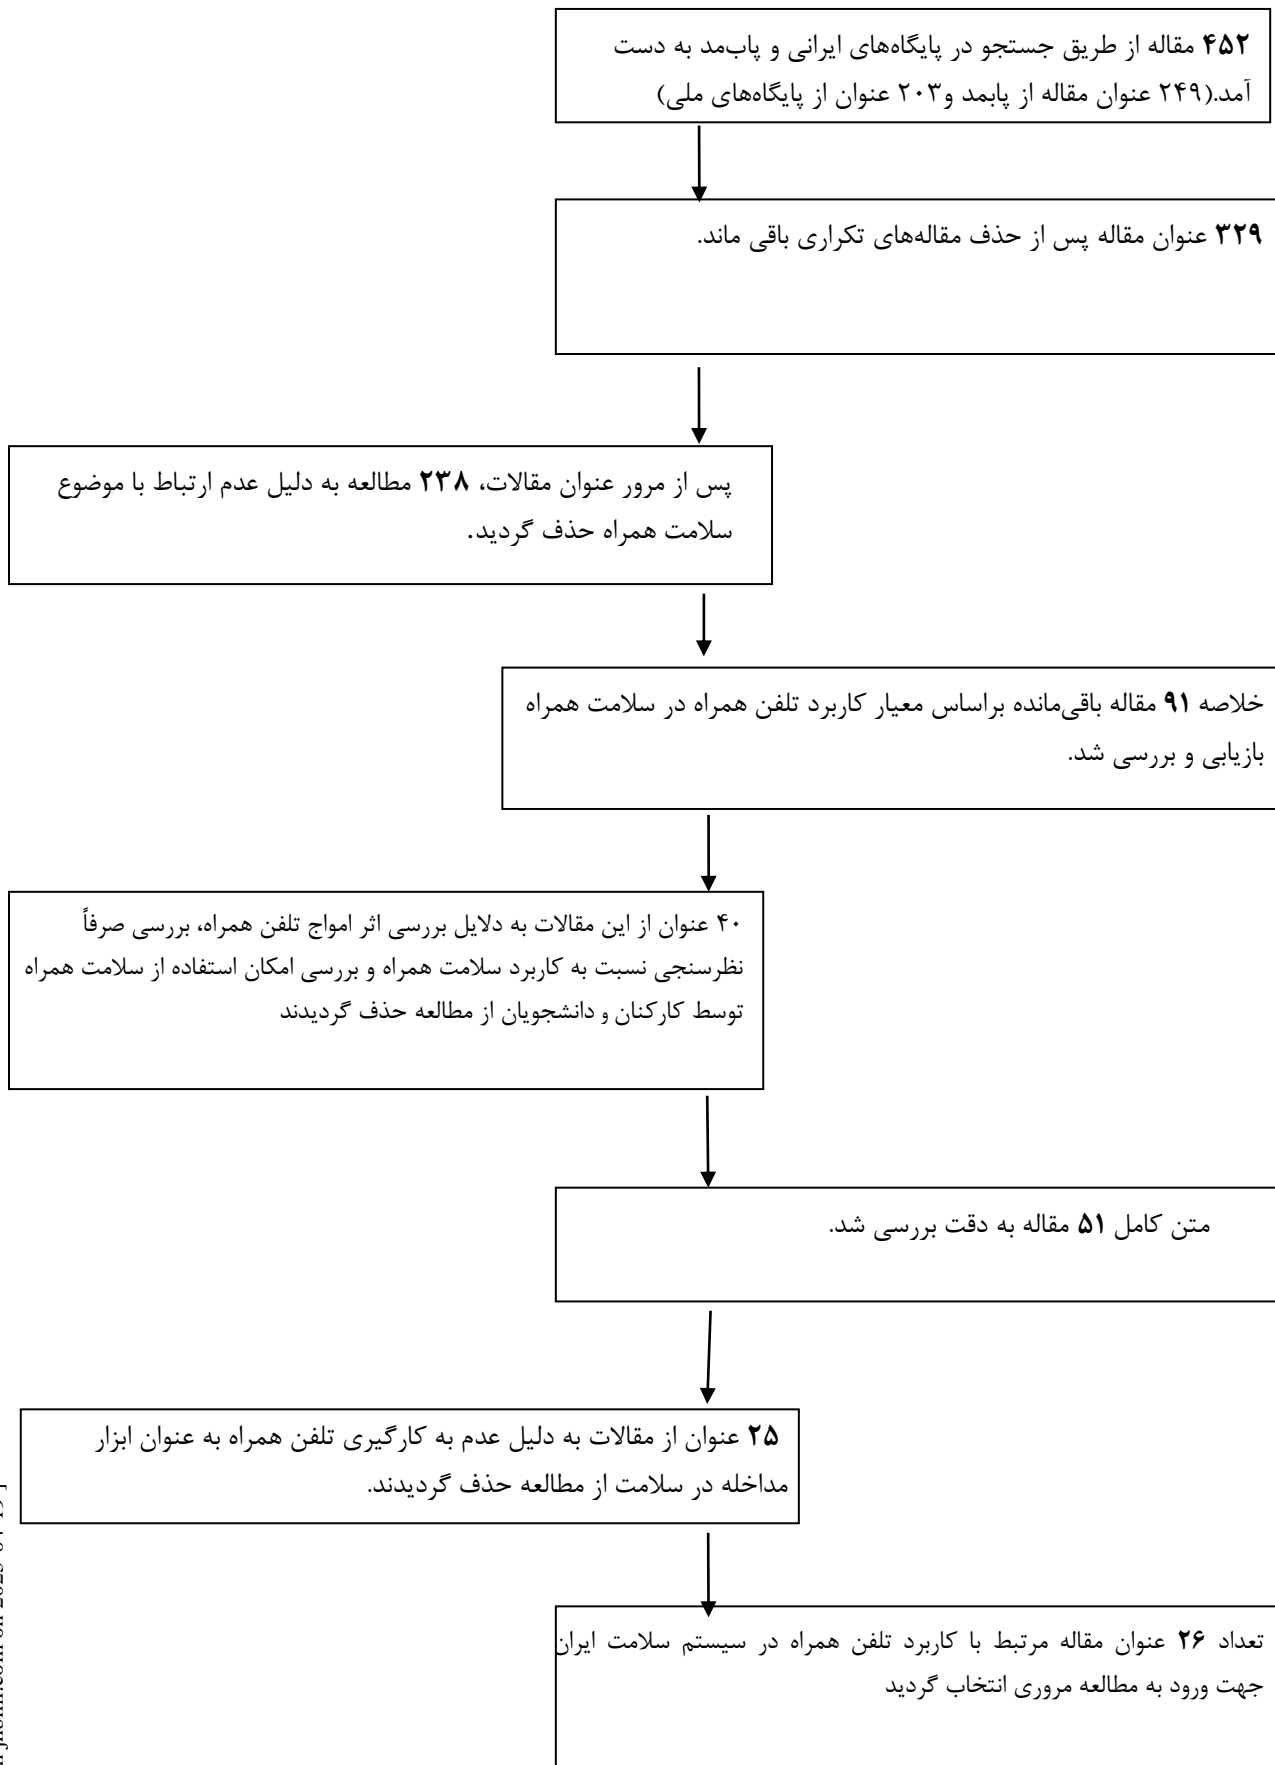 ۴۵۲ مقاله از طریق جستجو در پایگاه‌های ایرانی و پاب‌مد به دست
آمد.(۲۴۹ عنوان مقاله از پابمد و۲۰۳ عنوان از پایگاه‌های ملی)
۳۲۹ عنوان مقاله پس از حذف مقاله‌های تکراری باقی ماند.
پس از مرور عنوان مقالات، ۲۳۸ مطالعه به دلیل عدم ارتباط با موضوع
سلامت همراه حذف گردید.
خلاصه ۹۱ مقاله باقی‌مانده براساس معیار کاربرد تلفن همراه در سلامت همراه
بازیابی و بررسی شد.
۴۰ عنوان از این مقالات به دلایل بررسی اثر امواج تلفن همراه، بررسی صرفاً
نظرسنجی نسبت به کاربرد سلامت همراه و بررسی امکان استفاده از سلامت همراه
توسط کارکنان و دانشجویان از مطالعه حذف گردیدند
متن کامل ۵۱ مقاله به دقت بررسی شد.
۲۵ عنوان از مقالات به دلیل عدم به کارگیری تلفن همراه به عنوان ابزار
مداخله در سلامت از مطالعه حذف گردیدند.
تعداد ۲۶ عنوان مقاله مرتبط با کاربرد تلفن همراه در سیستم سلامت ایران
جهت ورود به مطالعه مروری انتخاب گردید